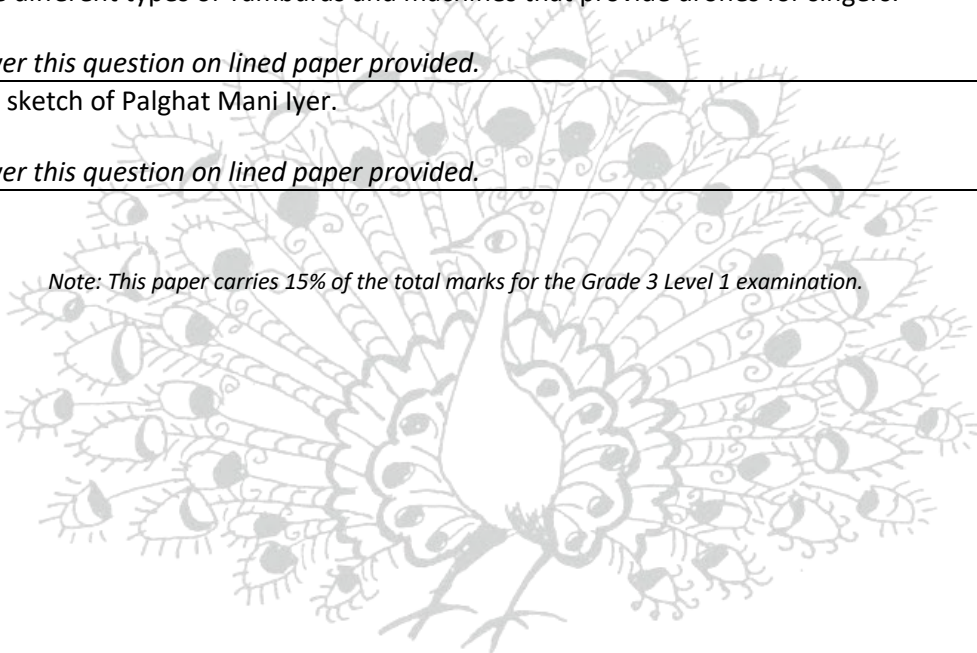 different types of Tamburas and machines that provide drones for singers.
er this question on lined paper provided.
sketch of Palghat Mani Iyer.
er this question on lined paper provided.
Note: This paper carries 15% of the total marks for the Grade 3 Level 1 examination.